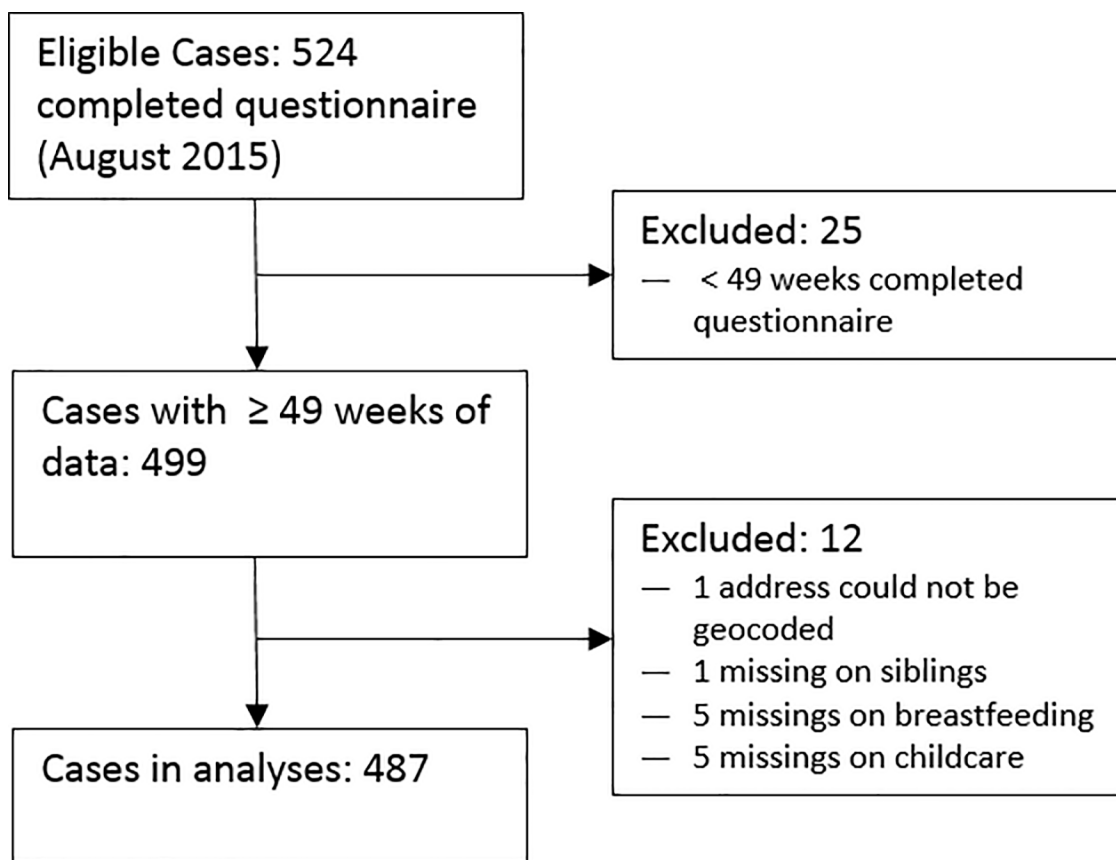 Eligible Cases: 524
completed questionnaire
(August 2015)
Excluded: 25
— < 49 weeks completed
questionnaire
Cases with ≥ 49 weeks of
data: 499
Excluded: 12
— 1 address could not be
geocoded
— 1 missing on siblings
— 5 missings on breastfeeding
— 5 missings on childcare
Cases in analyses: 487